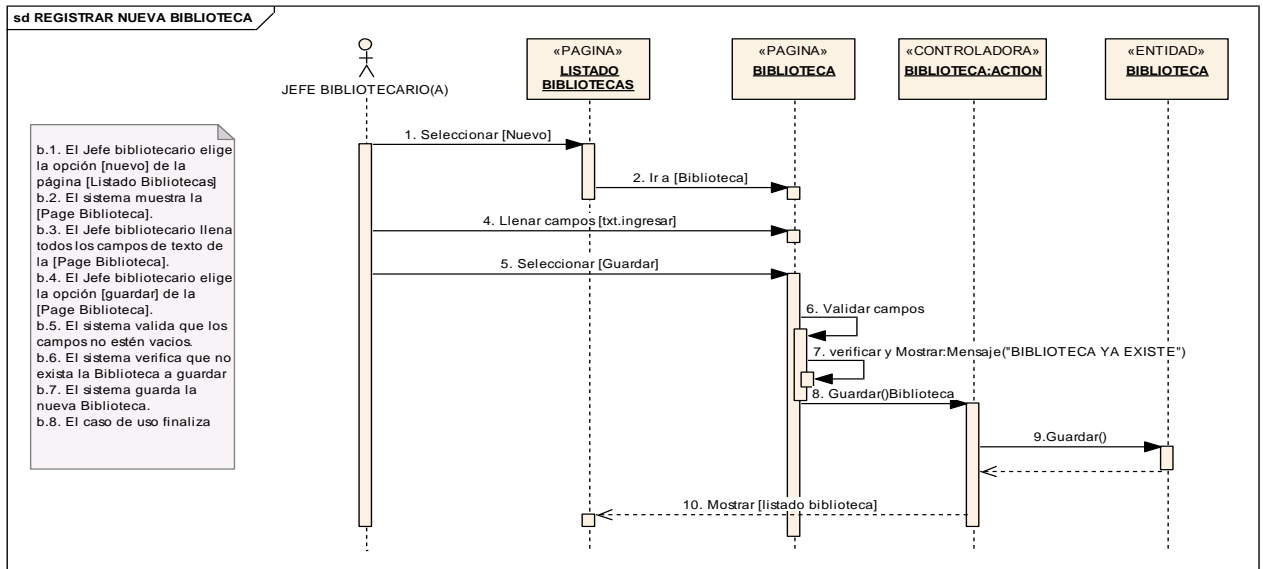 sd REGISTRAR NUEVA BIBLIOTECA
JEFE BIBLIOTECARIO(A)
«PAGINA»
LISTADO
BIBLIOTECAS
«PAGINA»
BIBLIOTECA
«CONTROLADORA»
BIBLIOTECA:ACTION
«ENTIDAD»
BIBLIOTECA
b.1. El Jefe bibliotecario elige
la opción [nuevo] de la
página [Listado Bibliotecas]
b.2. El sistema muestra la
[Page Biblioteca].
b.3. El Jefe bibliotecario llena
todos los campos de texto de
la [Page Biblioteca].
b.4. El Jefe bibliotecario elige
la opción [guardar] de la
[Page Biblioteca].
b.5. El sistema valida que los
campos no estén vacios.
b.6. El sistema verifica que no
exista la Biblioteca a guardar
b.7. El sistema guarda la
nueva Biblioteca.
b.8. El caso de uso finaliza
1. Seleccionar [Nuevo]
2. Ir a [Biblioteca]
4. Llenar campos [txt.ingresar]
5. Seleccionar [Guardar]
6. Validar campos
7. verificar y Mostrar:Mensaje("BIBLIOTECA YA EXISTE")
8. Guardar()Biblioteca
9.Guardar()
10. Mostrar [listado biblioteca]